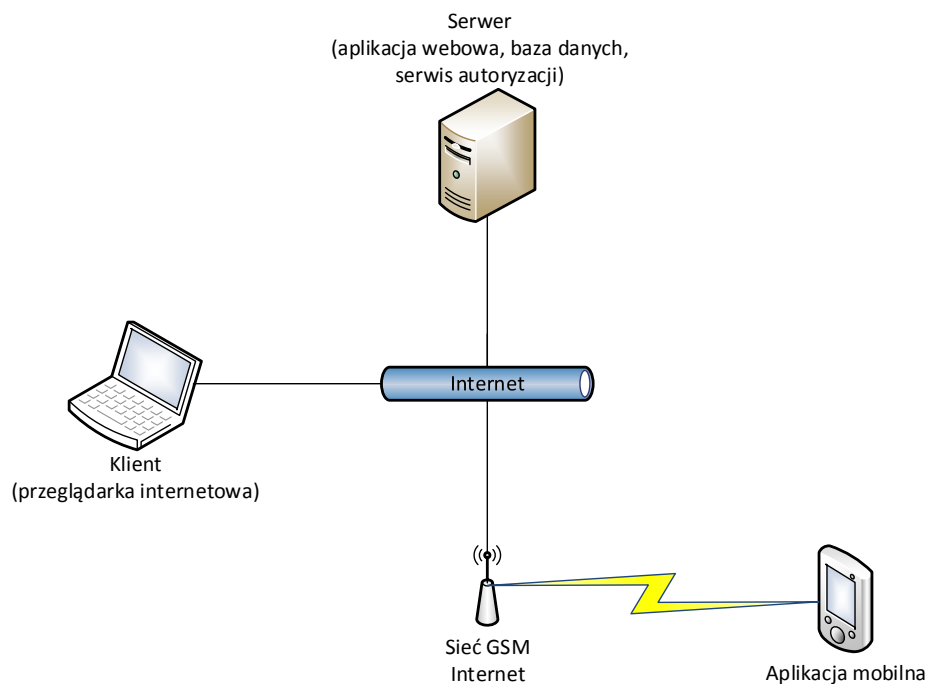 Serwer
(aplikacja webowa, baza danych,
serwis autoryzacji)
Internet
Klient
(przeglądarka internetowa)
Sieć GSM
Internet
Aplikacja mobilna